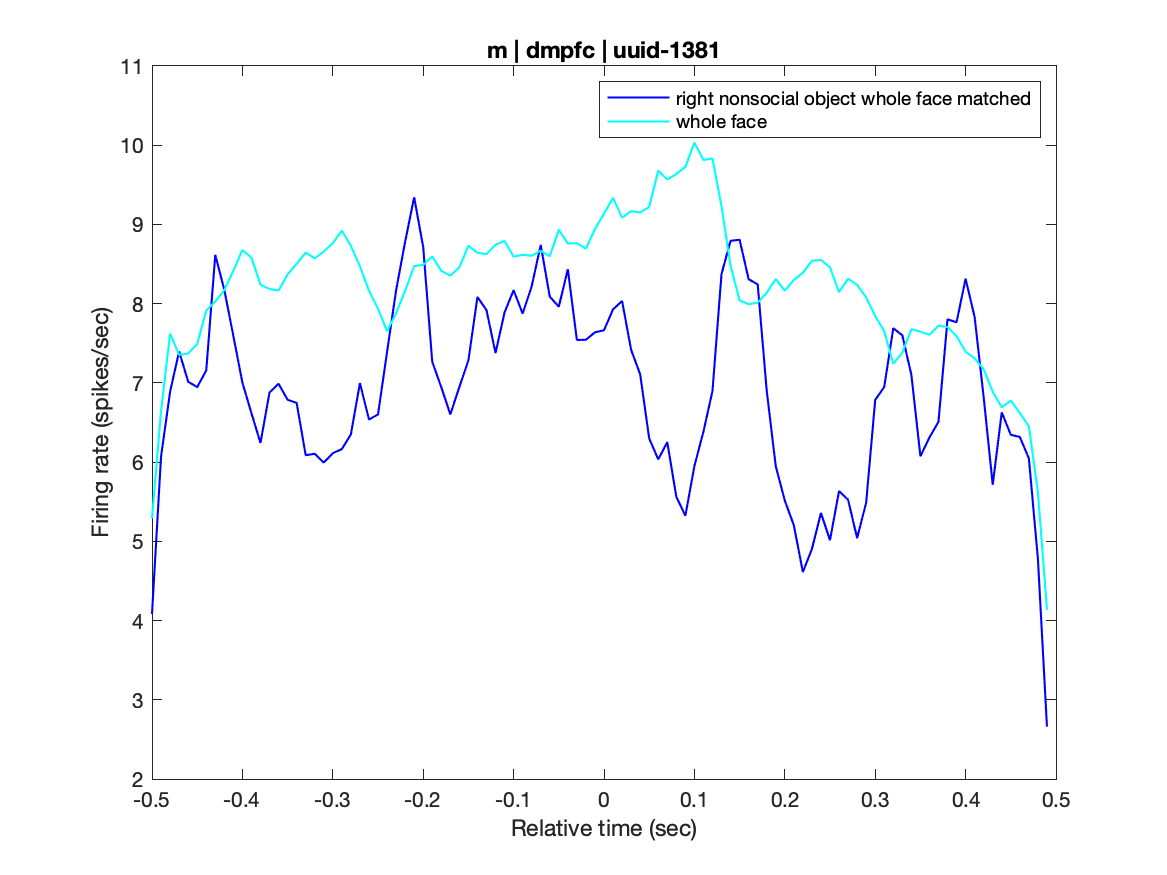 m | dmpfc | uuid-1381
right nonsocial object whole face matched
whole face
Firing rate (spikes/sec)
11
10
9
8
7
6
5
4
3
2
-0.5 -0.4 -0.3 -0.2 -0.1 0 0.1 0.2 0.3 0.4 0.5
Relative time (sec)